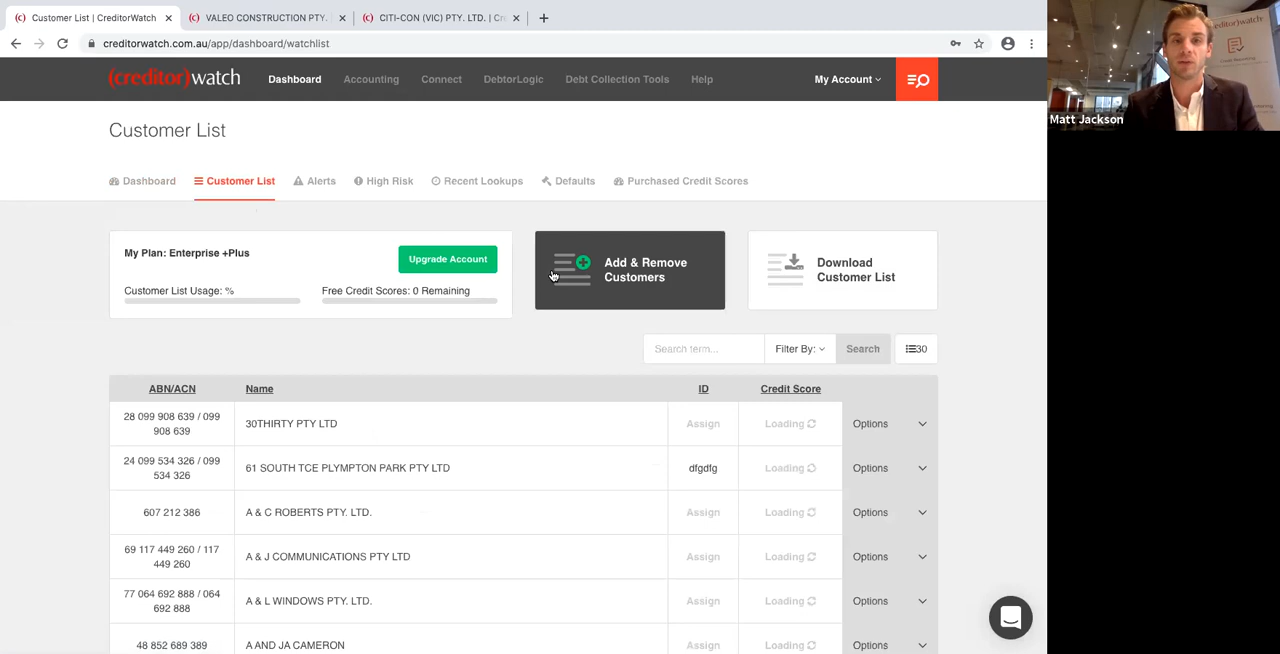 Customer List | CreditorWatch
VALEO CONSTRUCTION PTY.
CITI-CON (VIC) PTY. LTD. | Cr
creditorwatch.com.au/app/dashboard/watchlist
(creditor)watch
Dashboard
Accounting
Connect
DebtorLogic
Debt Collection Tools
Help
My Account
Customer List
Dashboard
Customer List
Alerts
High Risk
Recent Lookups
Defaults
Purchased Credit Scores
My Plan: Enterprise +Plus
Upgrade Account
Customer List Usage: %
Free Credit Scores: 0 Remaining
Add & Remove
Customers
Download
Customer List
Search term...
Filter By:
Search
30
ABN/ACN
Name
ID
Credit Score
28 099 908 639 / 099
908 639
30THIRTY PTY LTD
Assign
Loading
Options
24 099 534 326 / 099
534 326
61 SOUTH TCE PLYMPTON PARK PTY LTD
dfgdfg
Loading
Options
607 212 386
A & C ROBERTS PTY. LTD.
Assign
Loading
Options
69 117 449 260 / 117
449 260
A & J COMMUNICATIONS PTY LTD
Assign
Loading
Options
77 064 692 888 / 064
692 888
A & L WINDOWS PTY. LTD.
Assign
Loading
Options
48 852 689 389
A AND JA CAMERON
Assign
Loading
Options
creditorwatch
Matt Jackson